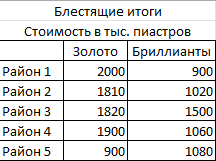 Блестящие итоги
Стоимость в тыс. пиастров
Золото Бриллианты
Район 1 2000 900
Район 2 1810 1020
Район 3 1820 1500
Район 4 1900 1060
Район 5 900 1080